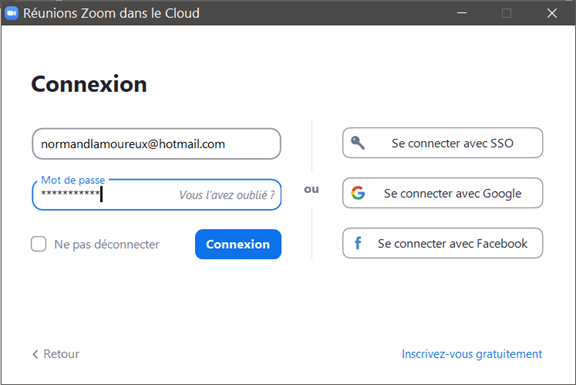 Réunions Zoom dans le Cloud
Connexion
normandlamoureux@hotmail.com
Mot de passe
*********** Vous l'avez oublié ?
Ne pas déconnecter
Connexion
ou
Se connecter avec SSO
Se connecter avec Google
Se connecter avec Facebook
Retour
Inscrivez-vous gratuitement